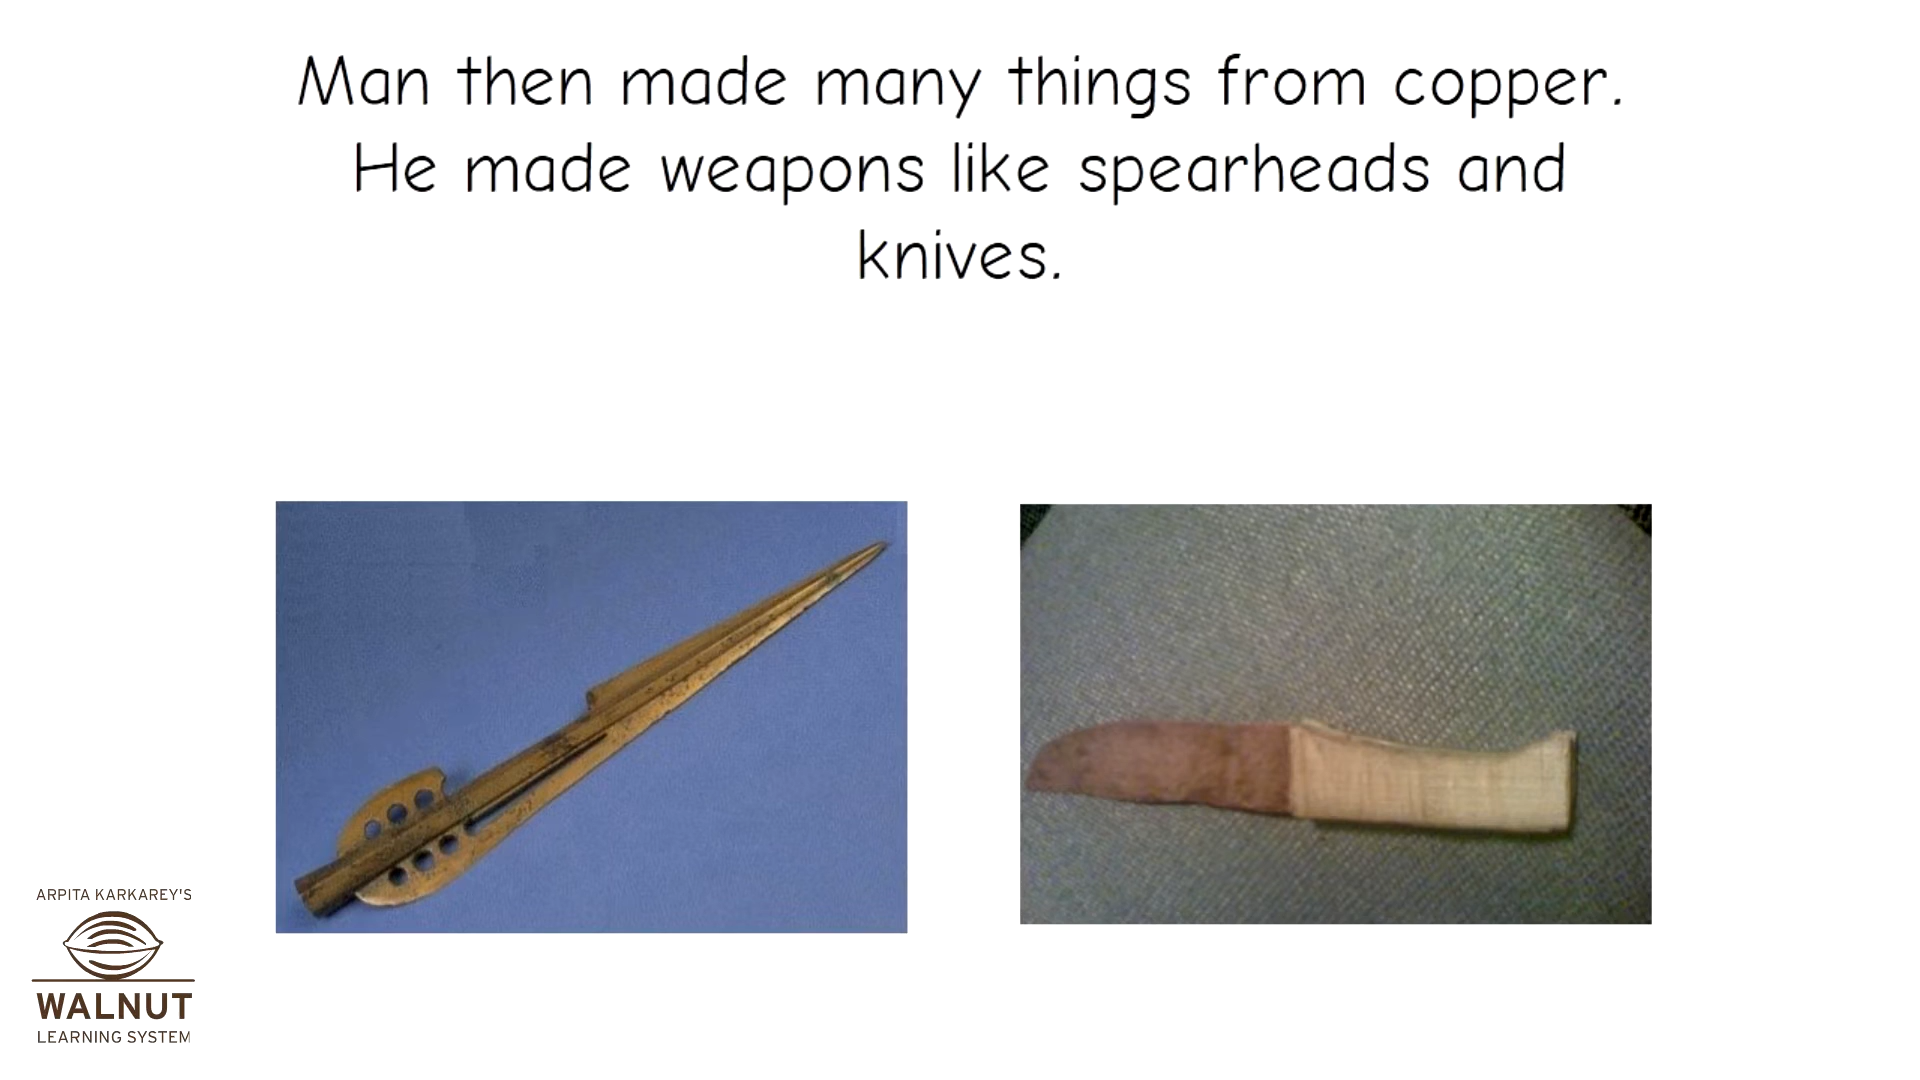 Man then made many things from copper.
He made weapons like spearheads and
knives.
ARPITA KARKAREY'S
WALNUT
LEARNING SYSTEM